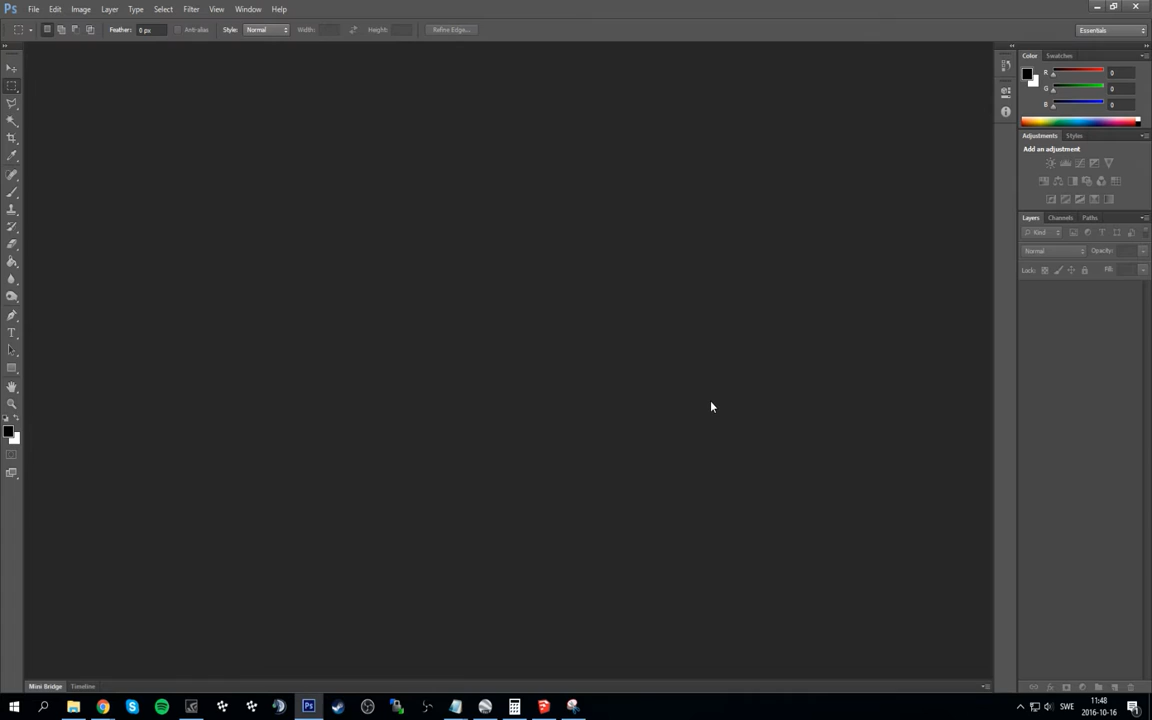 Ps File Edit Image Layer Type Select Filter View Window Help
Feather: 0 px Anti-alias Style: Normal Width: Height: Refine Edge... Essentials
Color Swatches
R 0
G 0
B 0
Adjustments Styles
Add an adjustment
Layers Channels Paths
Kind
Normal Opacity:
Lock: Fill:
Mini Bridge Timeline
Ps SWE 11:48
2016-10-16